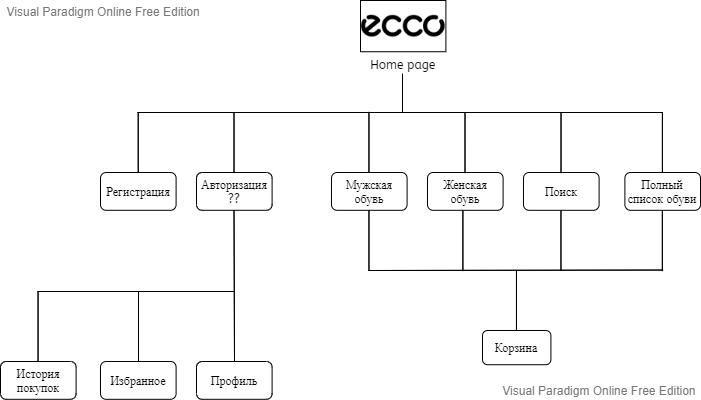 Visual Paradigm Online Free Edition
ecco
Home page
Регистрация
Авторизация
??
Мужская
обувь
Женская
обувь
Поиск
Полный
список обуви
Корзина
История
покупок
Избранное
Профиль
Visual Paradigm Online Free Edition